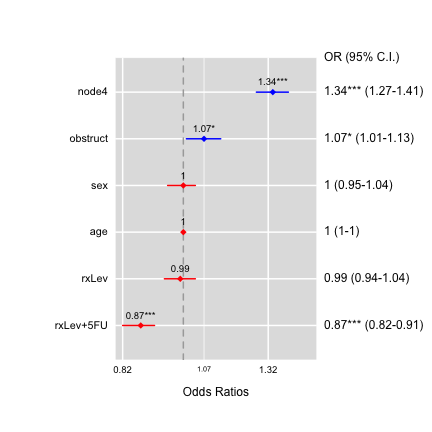 OR (95% C.I.)
node4 1.34*** 1.34*** (1.27-1.41)
obstruct 1.07* 1.07* (1.01-1.13)
sex 1 1 (0.95-1.04)
age 1 1 (1-1)
rxLev 0.99 0.99 (0.94-1.04)
rxLev+5FU 0.87*** 0.87*** (0.82-0.91)
0.82 1.07 1.32
Odds Ratios